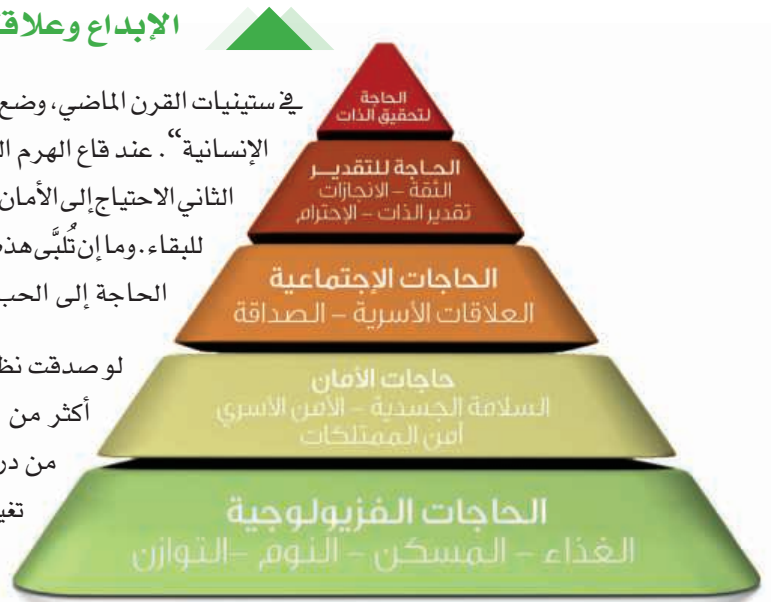 الإبداع وعلاق
في ستينيات القرن الماضي، وضع
الإنسانية“. عند قاع الهرم ال
الثاني الاحتياج إلى الأمان
للبقاء. وما إن تُلبَّى هذ
الحاجة إلى الحب
لو صدقت نظ
أكثر من
من در
تغي
الحاجة
لتحقيق الذات
الحـاجة للتقديــر
الثقة – الانجازات
تقدير الذات – الإحترام
الحاجات الإجتماعية
العلاقات الأسرية – الصداقة
حاجات الأمان
السلامة الجسدية – الأمن الأسري
أمن الممتلكات
الحاجات الفزيولوجية
الغذاء – المسكن – النوم –التوازن